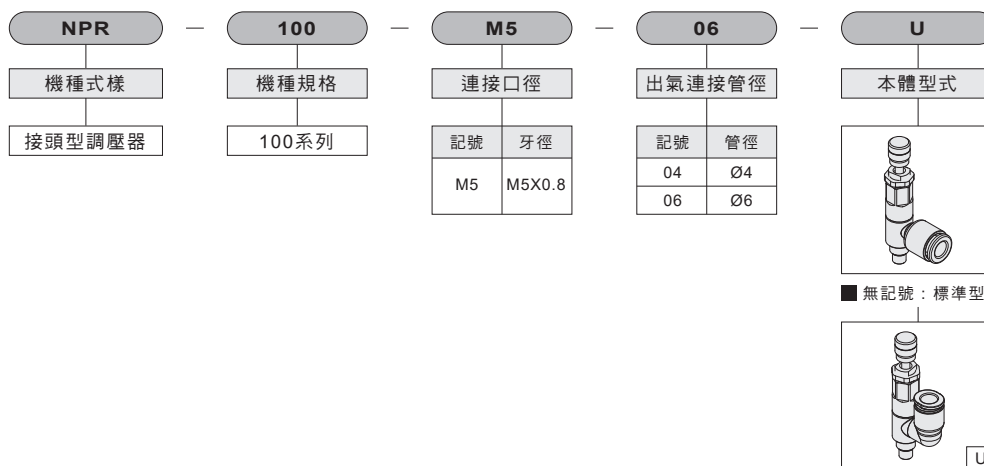 NPR — 100 — M5 — 06 — U
機種式樣 機種規格 連接口徑 出氣連接管徑 本體型式
接頭型調壓器 100系列
記號 牙徑
M5 M5X0.8
記號 管徑
04 Ø4
06 Ø6
■ 無記號：標準型
U